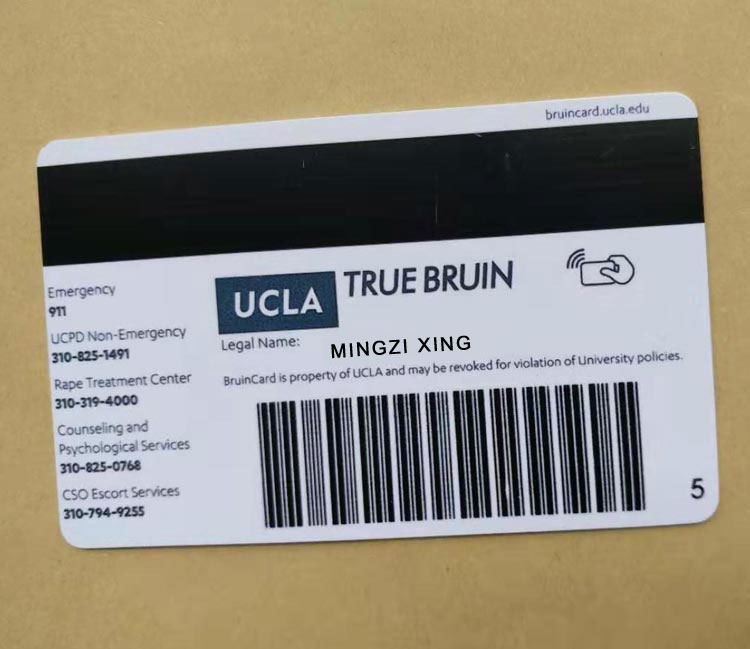 bruincard.ucla.edu
Emergency
911
UCPD Non-Emergency
310-825-1491
Rape Treatment Center
310-319-4000
Counseling and
Psychological Services
310-825-0768
CSO Escort Services
310-794-9255
UCLA TRUE BRUIN
Legal Name: MINGZI XING
BruinCard is property of UCLA and may be revoked for violation of University policies.
5